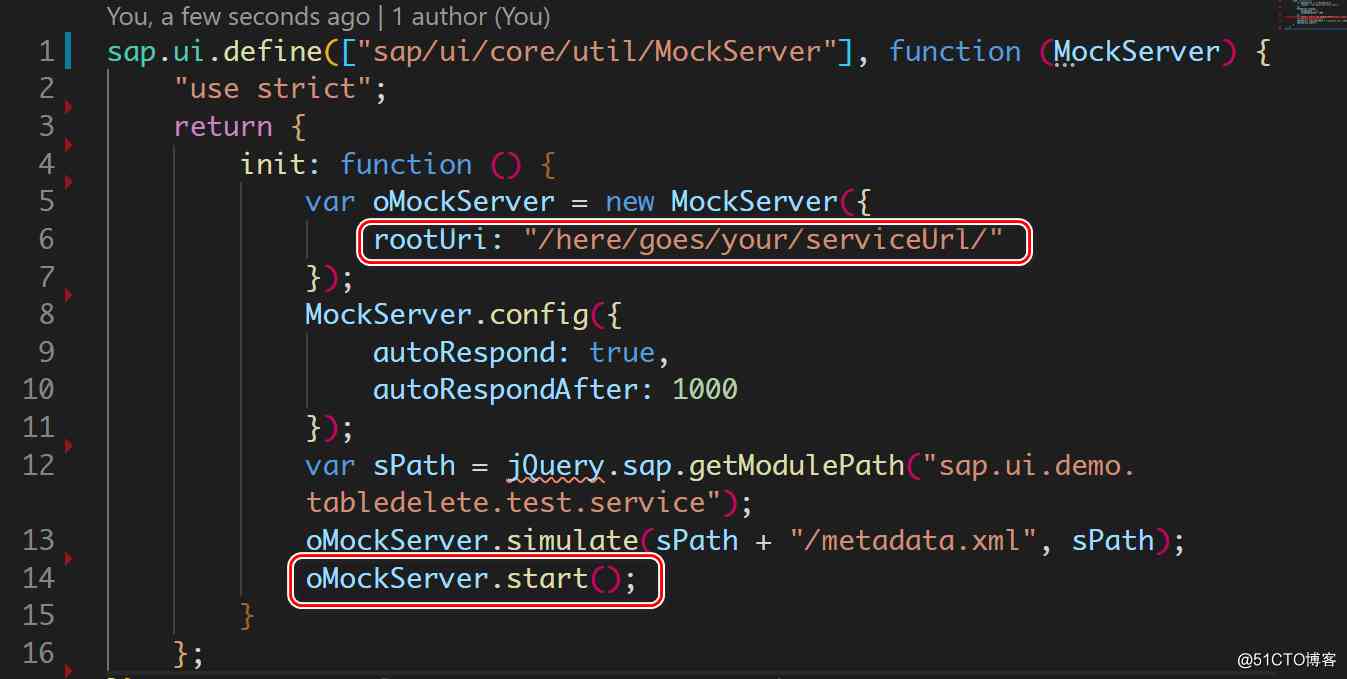 You, a few seconds ago | 1 author (You)
1 sap.ui.define(["sap/ui/core/util/MockServer"], function (MockServer) {
2 "use strict";
3 return {
4 init: function () {
5 var oMockServer = new MockServer({
6 rootUri: "/here/goes/your/serviceUrl/"
7 });
8 MockServer.config({
9 autoRespond: true,
10 autoRespondAfter: 1000
11 });
12 var sPath = jQuery.sap.getModulePath("sap.ui.demo.
tabledelete.test.service");
13 oMockServer.simulate(sPath + "/metadata.xml", sPath);
14 oMockServer.start();
15 }
16 };
@51CTO博客